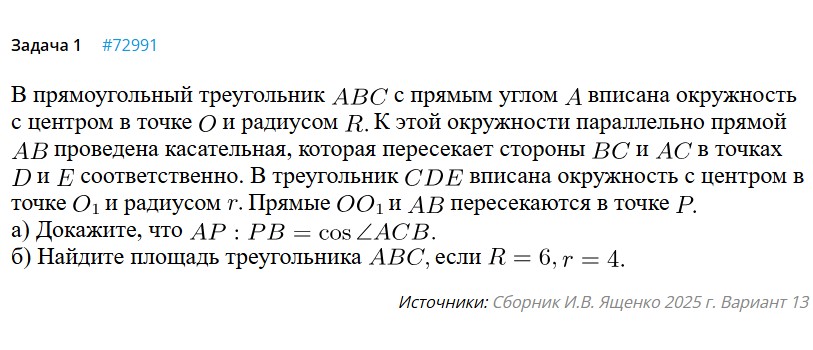 Задача 1 #72991
В прямоугольный треугольник ABC с прямым углом A вписана окружность
с центром в точке O и радиусом R. К этой окружности параллельно прямой
AB проведена касательная, которая пересекает стороны BC и AC в точках
D и E соответственно. В треугольник CDE вписана окружность с центром в
точке O₁ и радиусом r. Прямые OO₁ и AB пересекаются в точке P.
а) Докажите, что AP : PB = cos ∠ACB.
б) Найдите площадь треугольника ABC, если R = 6, r = 4.
Источники: Сборник И.В. Ященко 2025 г. Вариант 13